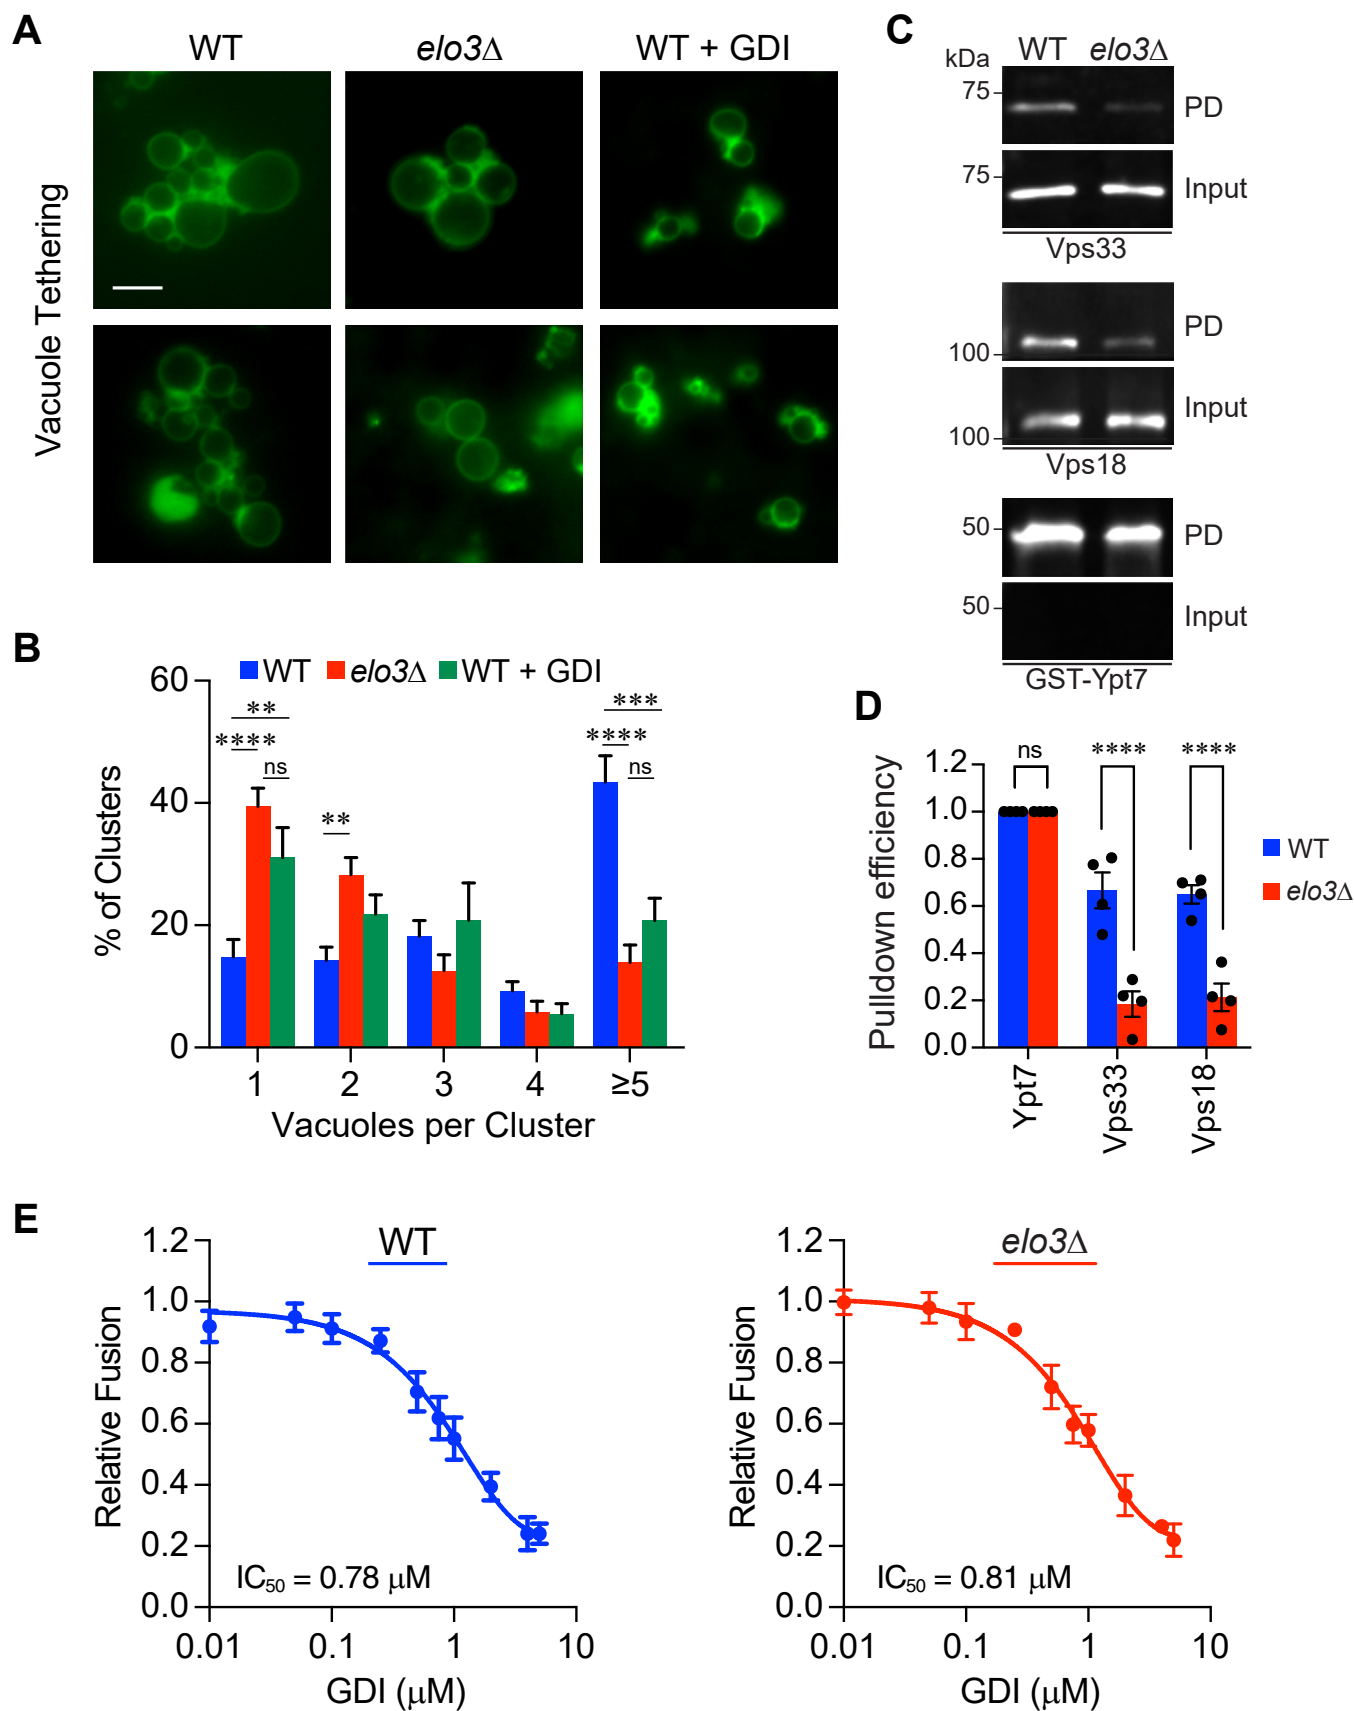 A
WT
elo3Δ
WT + GDI
Vacuole Tethering
C
kDa
WT elo3Δ
75
PD
75
Input
Vps33
PD
100
Input
100
Vps18
50
PD
50
Input
GST-Ypt7
B
WT elo3Δ WT + GDI
% of Clusters
60
40
20
0
**
****
ns
**
***
****
ns
1 2 3 4 ≥5
Vacuoles per Cluster
D
Pulldown efficiency
1.2
1.0
0.8
0.6
0.4
0.2
0.0
ns
****
****
WT
elo3Δ
Ypt7
Vps33
Vps18
E
WT
Relative Fusion
1.2
1.0
0.8
0.6
0.4
0.2
0.0
IC50 = 0.78 μM
0.01 0.1 1 10
GDI (μM)
elo3Δ
Relative Fusion
1.2
1.0
0.8
0.6
0.4
0.2
0.0
IC50 = 0.81 μM
0.01 0.1 1 10
GDI (μM)